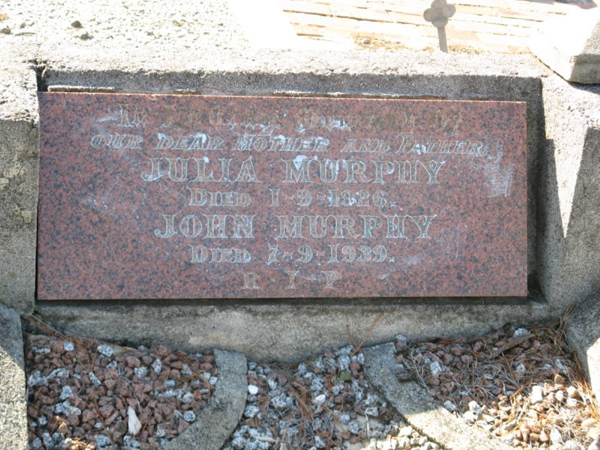 IN LOVING MEMORY OF
OUR DEAR MOTHER AND FATHER
JULIA MURPHY
DIED 1-9-1926.
JOHN MURPHY
DIED 7-9-1939.
R Y P